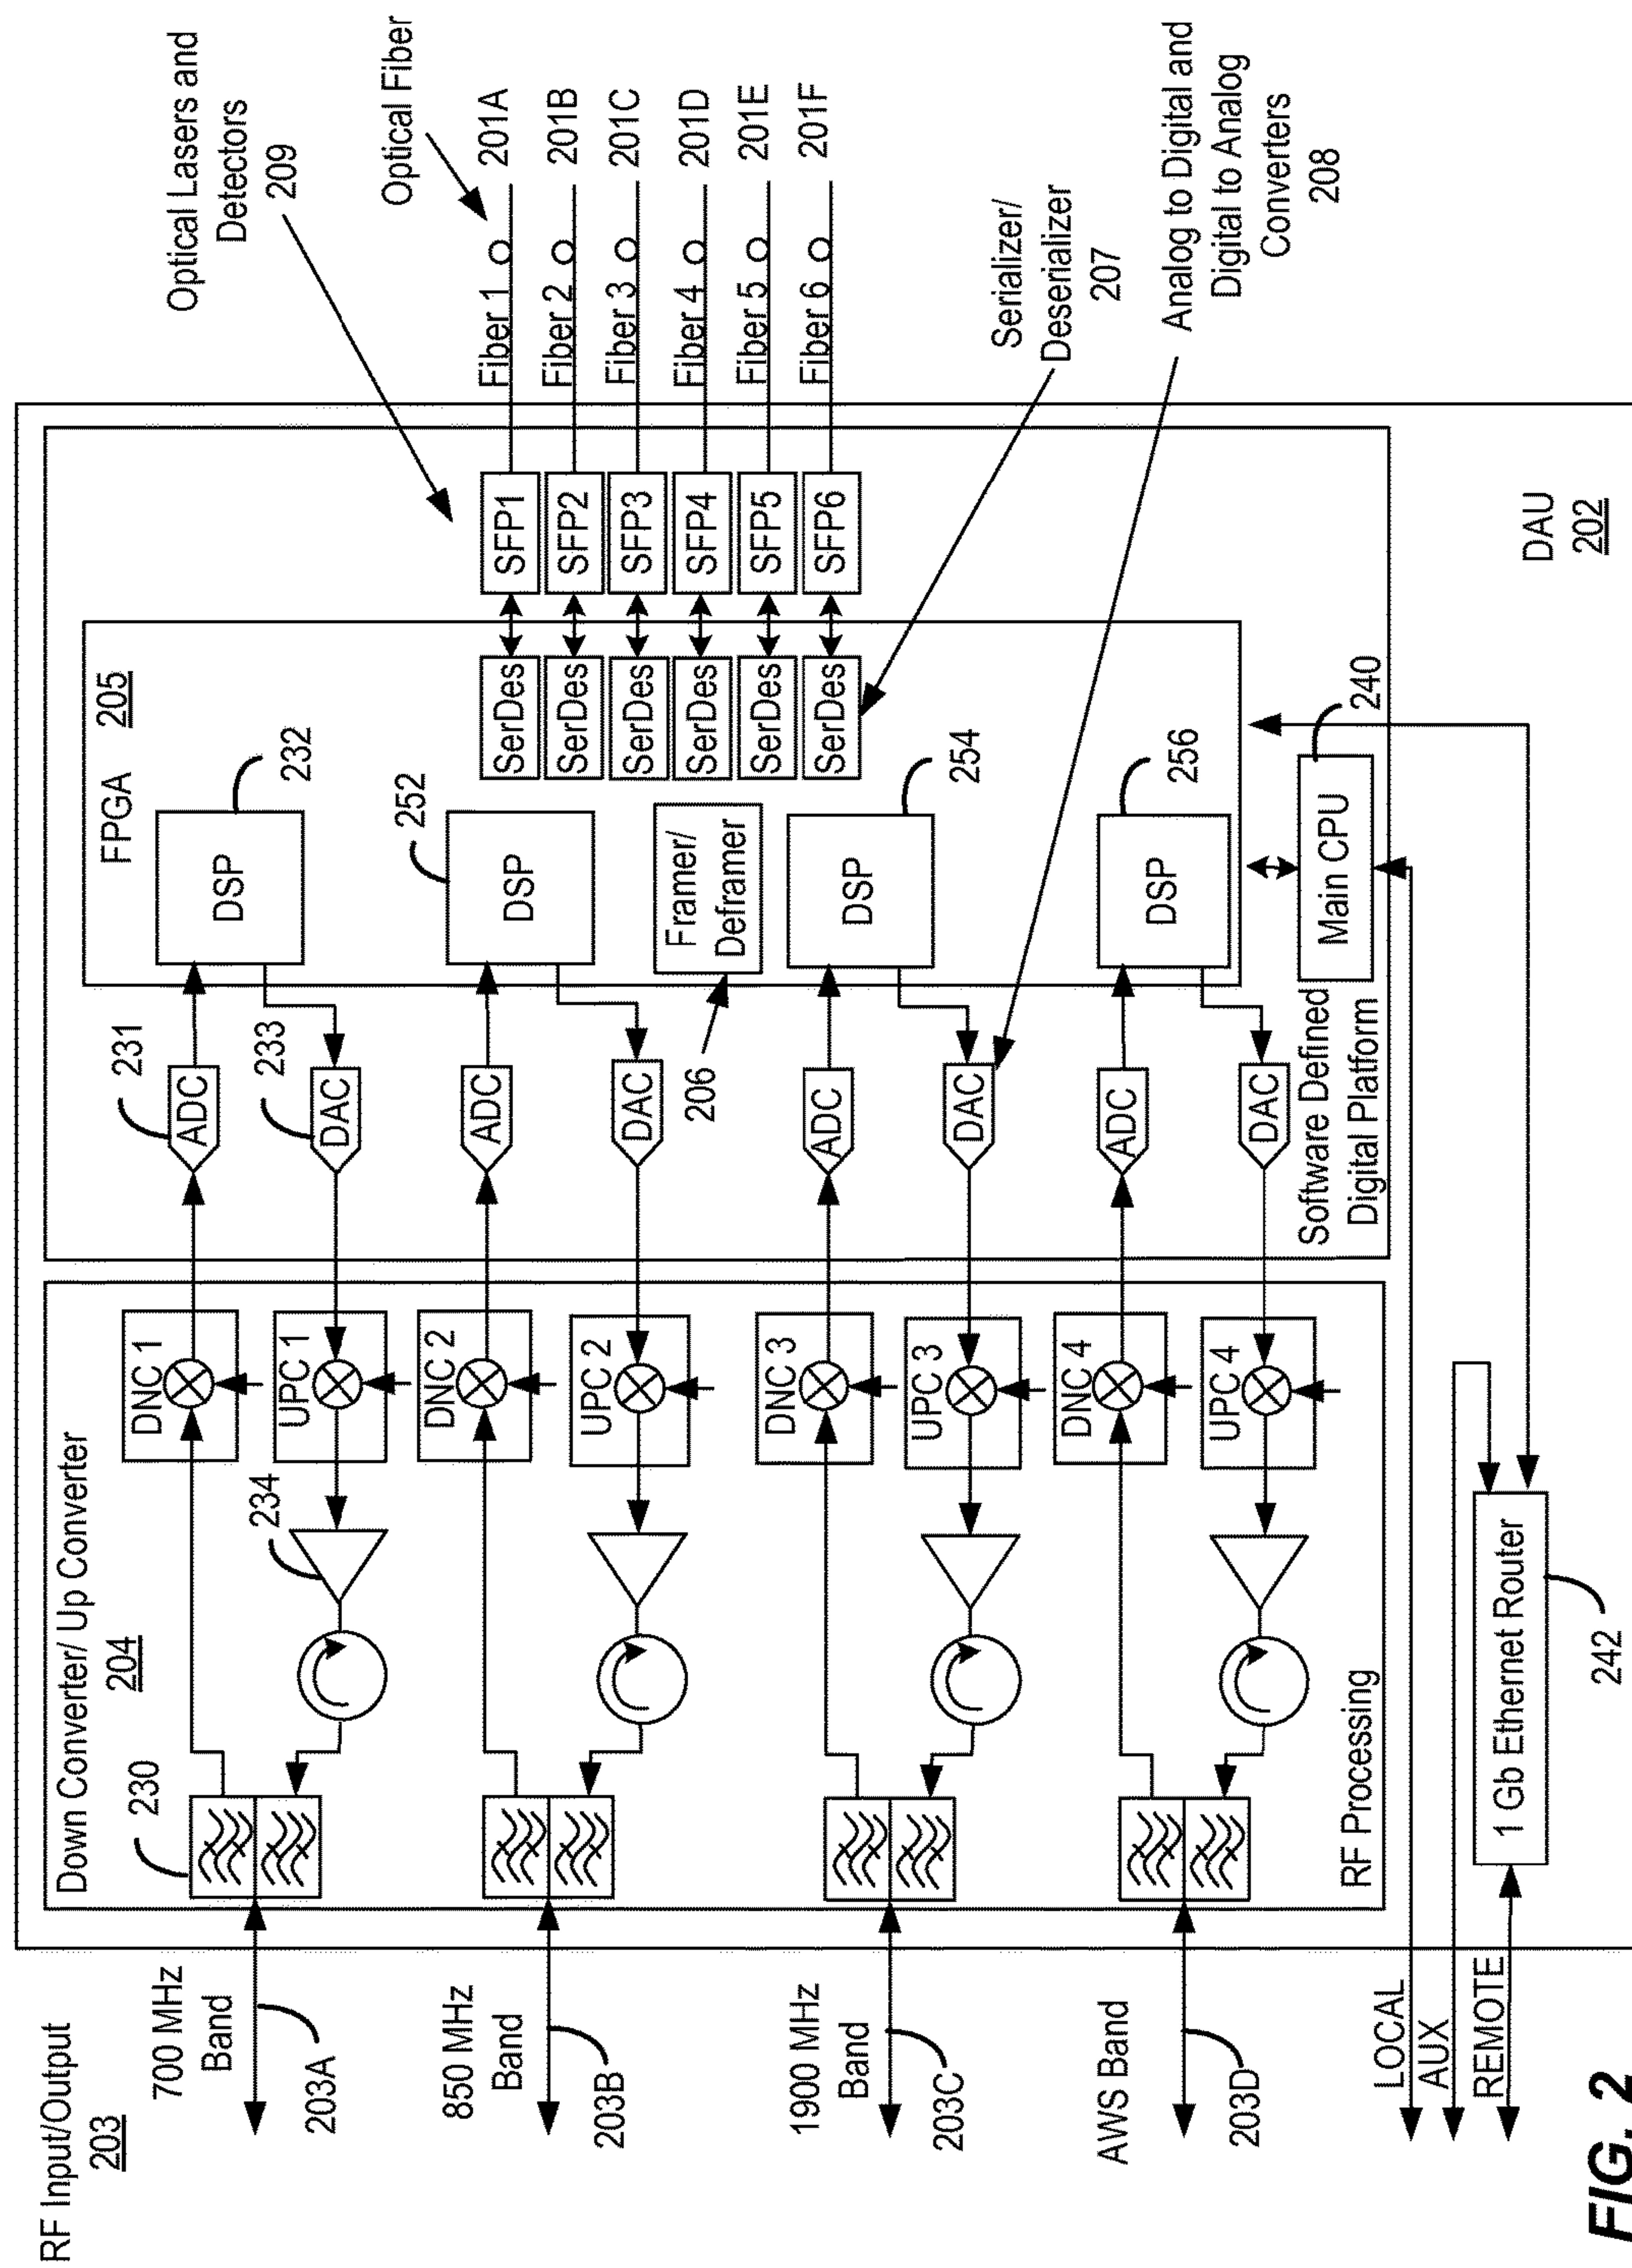 RF Input/Output
203
700 MHz
Band
203A
850 MHz
Band
203B
1900 MHz
Band
203C
AWS Band
203D
LOCAL
AUX
REMOTE
Down Converter/ Up Converter
204
230
234
DNC 1
UPC 1
DNC 2
UPC 2
DNC 3
UPC 3
DNC 4
UPC 4
RF Processing
1 Gb Ethernet Router
242
ADC
231
DAC
233
ADC
DAC
206
ADC
DAC
ADC
DAC
Software Defined
Digital Platform
FPGA
205
DSP
232
DSP
252
Framer/
Deframer
DSP
254
DSP
256
Main CPU
240
SerDes
SerDes
SerDes
SerDes
SerDes
SerDes
SFP1
SFP2
SFP3
SFP4
SFP5
SFP6
DAU
202
Optical Lasers and
Detectors
209
Optical Fiber
Fiber 1
201A
Fiber 2
201B
Fiber 3
201C
Fiber 4
201D
Fiber 5
201E
Fiber 6
201F
Serializer/
Deserializer
207
Analog to Digital and
Digital to Analog
Converters
208
FIG. 2